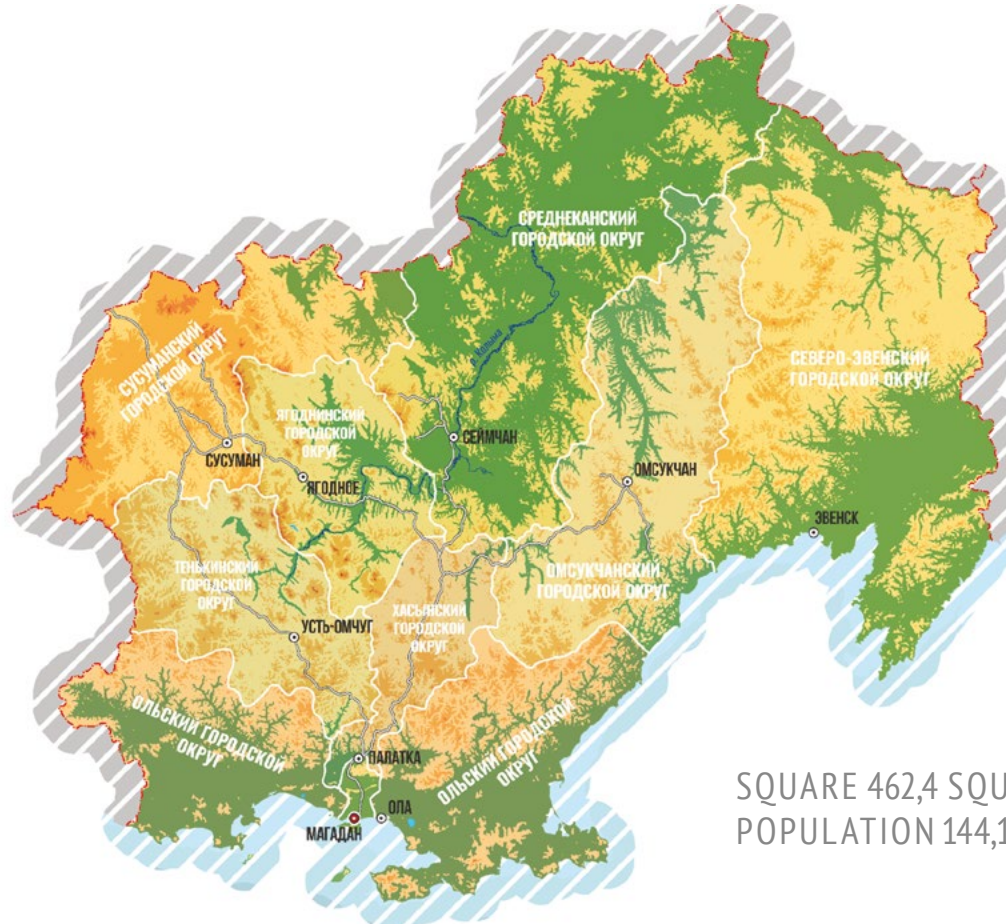 СРЕДНЕКАНСКИЙ
ГОРОДСКОЙ ОКРУГ
р. Колыма
СУСУМАНСКИЙ
ГОРОДСКОЙ ОКРУГ
СЕВЕРО-ЭВЕНСКИЙ
ГОРОДСКОЙ ОКРУГ
ЯГОДНИНСКИЙ
ГОРОДСКОЙ
ОКРУГ
СЕЙМЧАН
СУСУМАН
ОМСУКЧАН
ЯГОДНОЕ
ЭВЕНСК
ТЕНЬКИНСКИЙ
ГОРОДСКОЙ
ОКРУГ
ОМСУКЧАНСКИЙ
ГОРОДСКОЙ ОКРУГ
ХАСЫНСКИЙ
ГОРОДСКОЙ
ОКРУГ
УСТЬ-ОМЧУГ
ОЛЬСКИЙ ГОРОДСКОЙ
ОКРУГ
ОЛЬСКИЙ ГОРОДСКОЙ
ОКРУГ
ПАЛАТКА
ОЛА
МАГАДАН
SQUARE 462,4 SQU
POPULATION 144,1